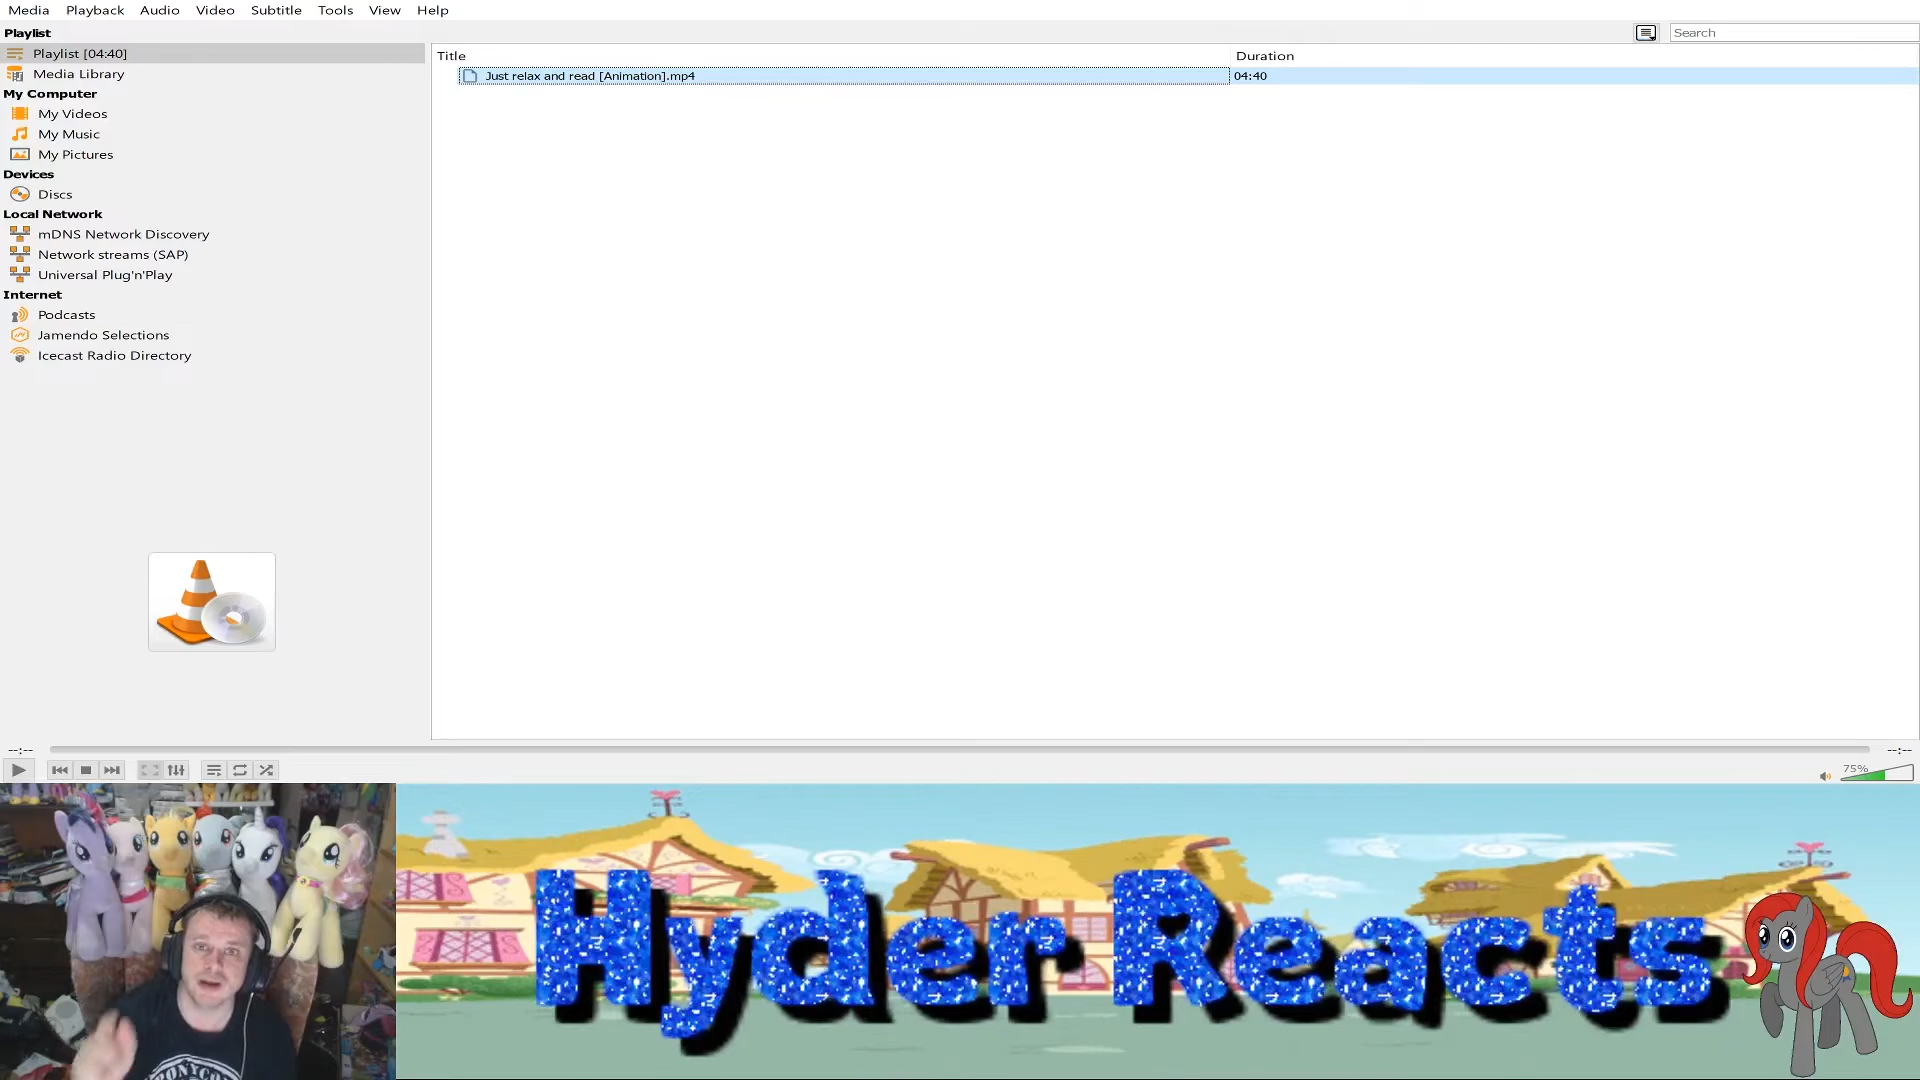 Media Playback Audio Video Subtitle Tools View Help
Playlist
Search
Playlist [04:40]
Media Library
My Computer
My Videos
My Music
My Pictures
Devices
Discs
Local Network
mDNS Network Discovery
Network streams (SAP)
Universal Plug'n'Play
Internet
Podcasts
Jamendo Selections
Icecast Radio Directory
Title Duration
Just relax and read [Animation].mp4 04:40
--:-- --:--
75%
Hyder Reacts